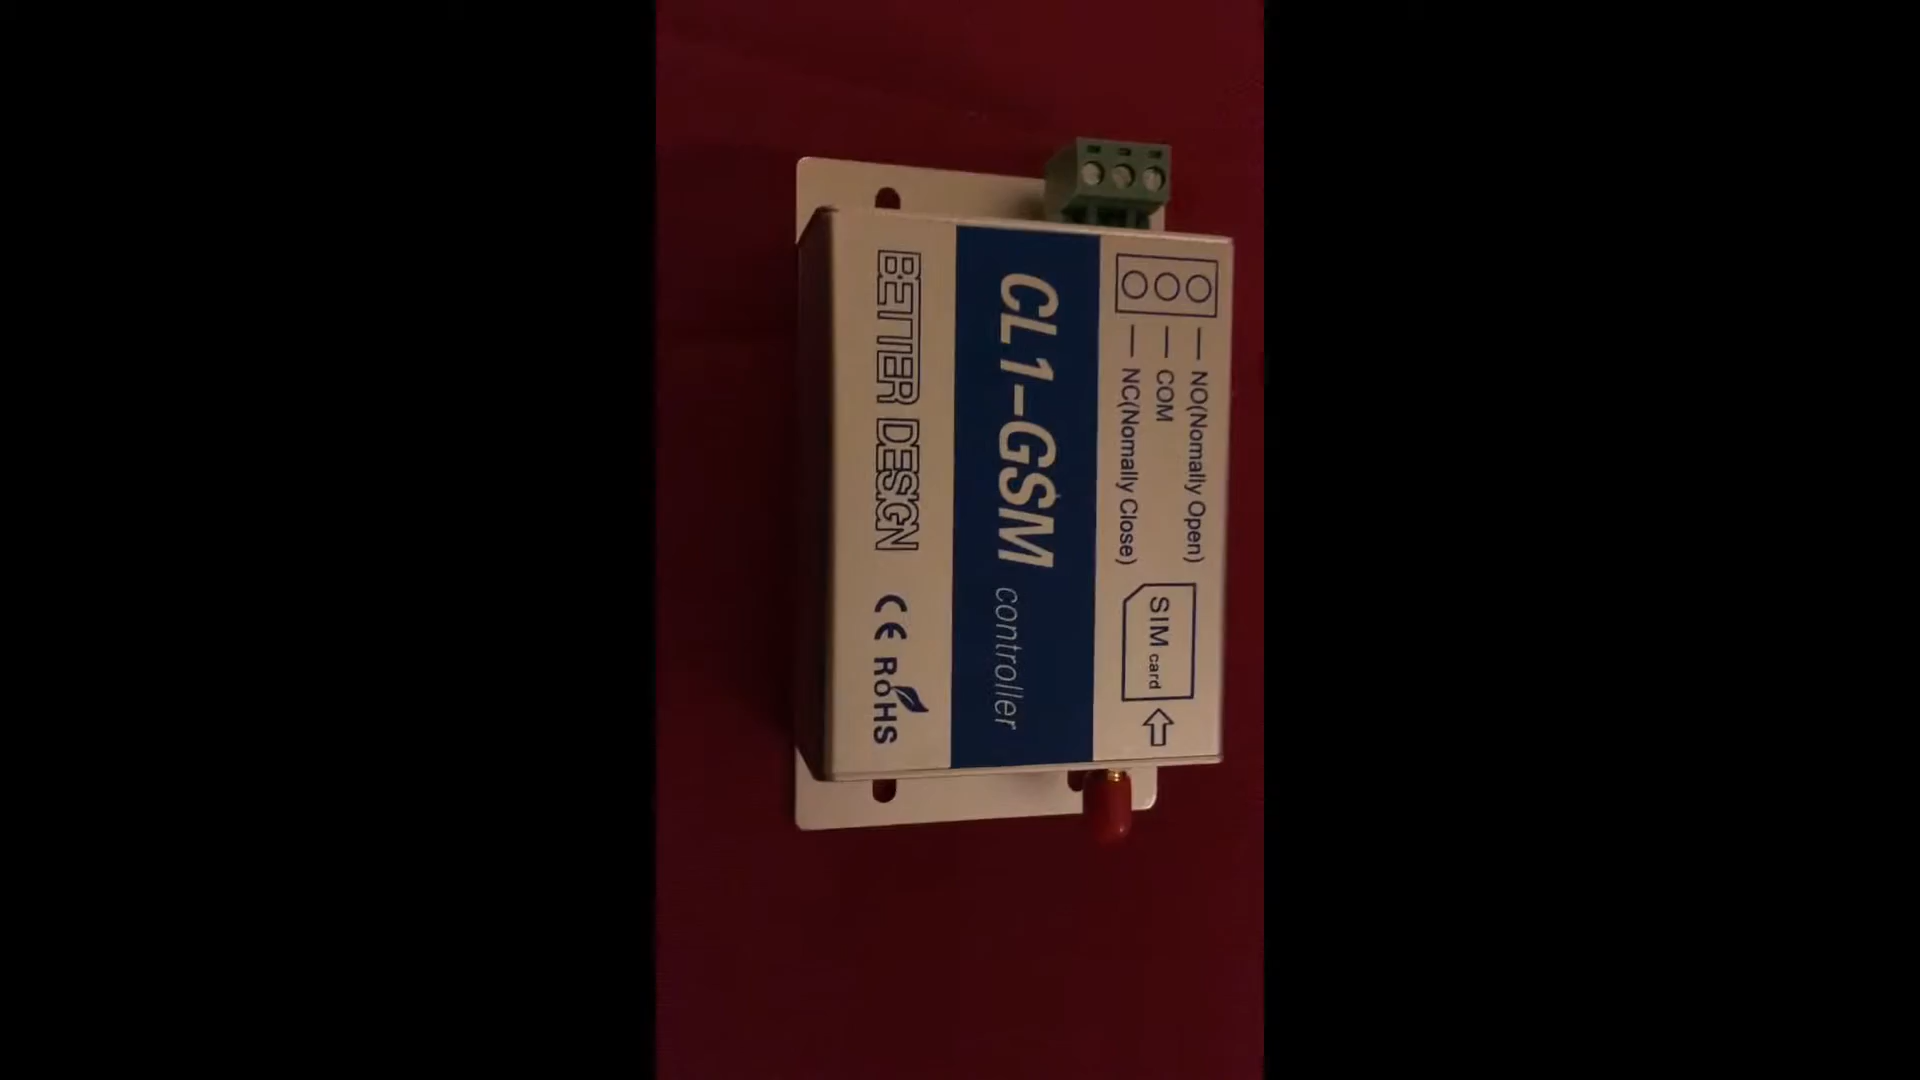 NO(Nomally Open)
COM
NC(Nomally Close)
SIM card
CL1-GSM controller
BETTER DESIGN CE RoHS